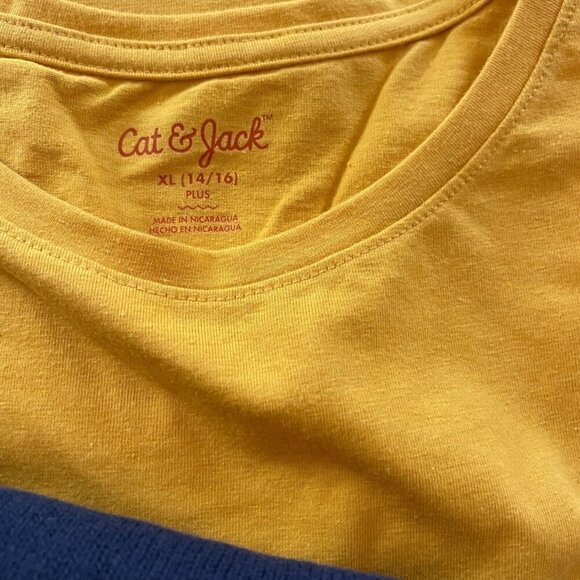 Cat & Jack™
XL (14/16)
PLUS
MADE IN NICARAGUA
HECHO EN NICARAGUA